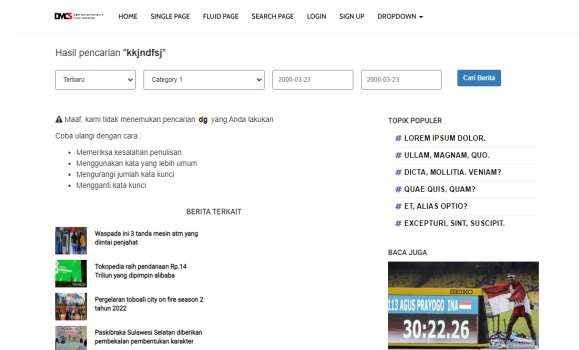 DMCS
HOME SINGLE PAGE FLUID PAGE SEARCH PAGE LOGIN SIGN UP DROPDOWN
Hasil pencarian "kkjndfsj"
Terbaru Category 1 2000-03-23 2000-03-23 Cari Berita
Maaf, kami tidak menemukan pencarian dg yang Anda lakukan
Coba ulangi dengan cara :
Memeriksa kesalahan penulisan
Menggunakan kata yang lebih umum
Mengurangi jumlah kata kunci
Mengganti kata kunci.
BERITA TERKAIT
Waspada ini 3 tanda mesin atm yang
diintai penjahat
Tokopedia raih pendanaan Rp.14
Triliun yang dipimpin alibaba
Pergelaran toboali city on fire season 2
tahun 2022
Paskibraka Sulawesi Selatan diberikan
pembekalan pembentukan karakter
TOPIK POPULER
# LOREM IPSUM DOLOR.
# ULLAM, MAGNAM, QUO.
# DICTA, MOLLITIA. VENIAM?
# QUAE QUIS, QUAM?
# ET, ALIAS OPTIO?
# EXCEPTURI, SINT, SUSCIPIT.
BACA JUGA
SEIKO
113 AGUS PRAYOGO INA
30:22.26